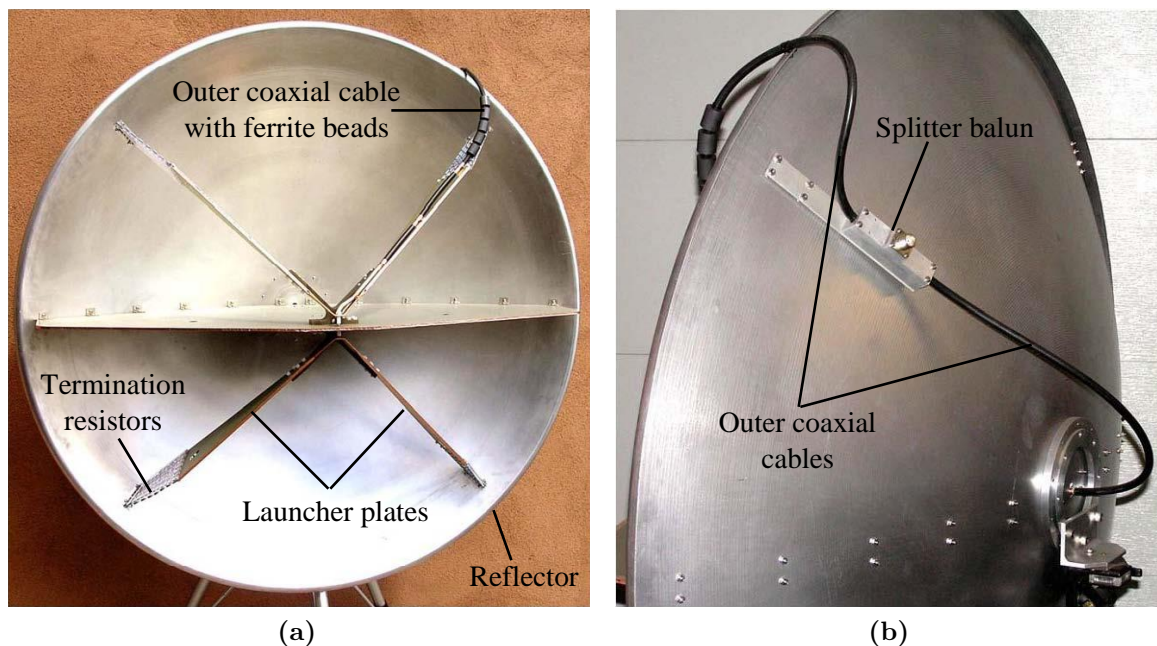 Outer coaxial cable
with ferrite beads
Termination
resistors
Launcher plates
Reflector
(a)
Splitter balun
Outer coaxial
cables
(b)